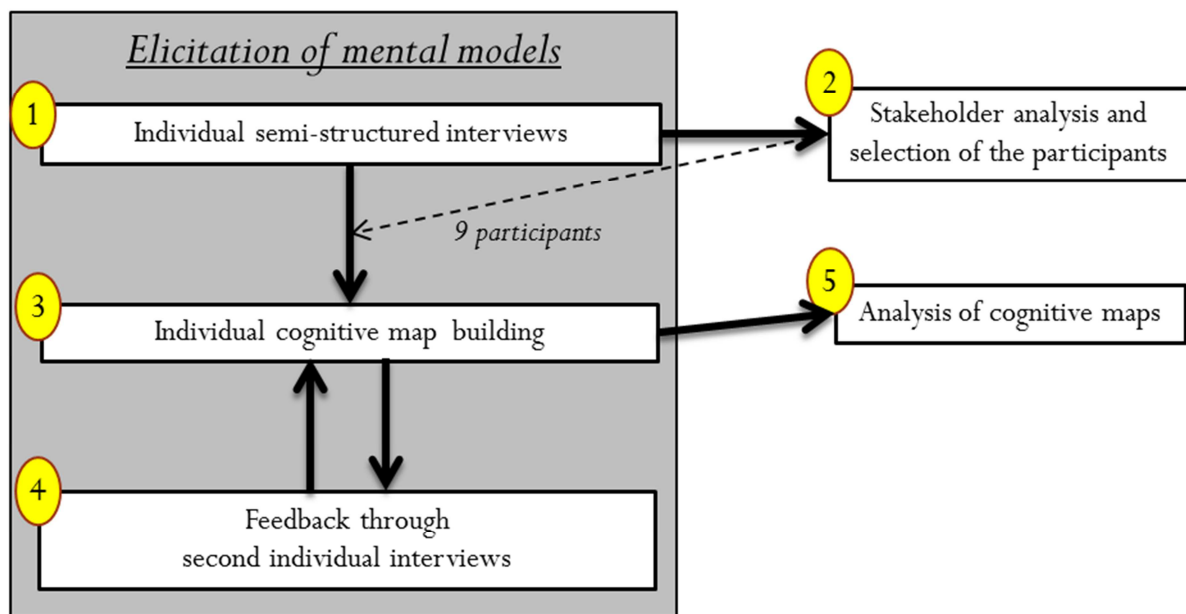 Elicitation of mental models
1
Individual semi-structured interviews
2
Stakeholder analysis and
selection of the participants
9 participants
3
Individual cognitive map building
5
Analysis of cognitive maps
4
Feedback through
second individual interviews